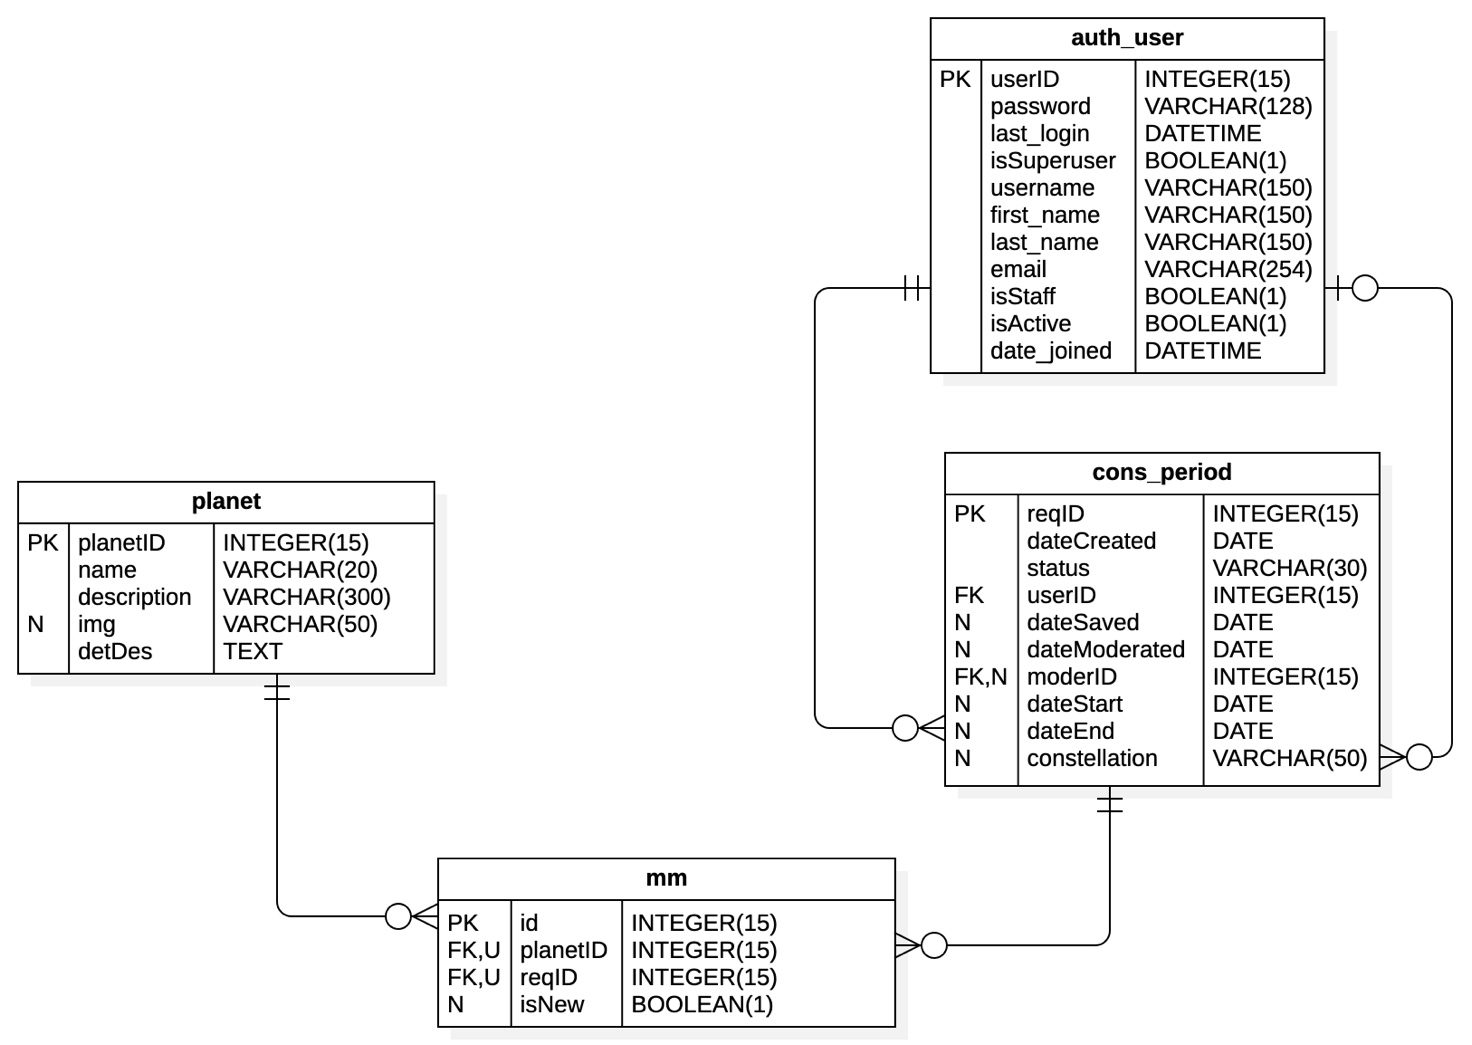 auth_user
PK userID INTEGER(15)
password VARCHAR(128)
last_login DATETIME
isSuperuser BOOLEAN(1)
username VARCHAR(150)
first_name VARCHAR(150)
last_name VARCHAR(150)
email VARCHAR(254)
isStaff BOOLEAN(1)
isActive BOOLEAN(1)
date_joined DATETIME
planet
PK planetID INTEGER(15)
name VARCHAR(20)
description VARCHAR(300)
N img VARCHAR(50)
detDes TEXT
cons_period
PK reqID INTEGER(15)
dateCreated DATE
status VARCHAR(30)
FK userID INTEGER(15)
N dateSaved DATE
N dateModerated DATE
FK,N moderID INTEGER(15)
N dateStart DATE
N dateEnd DATE
N constellation VARCHAR(50)
mm
PK id INTEGER(15)
FK,U planetID INTEGER(15)
FK,U reqID INTEGER(15)
N isNew BOOLEAN(1)